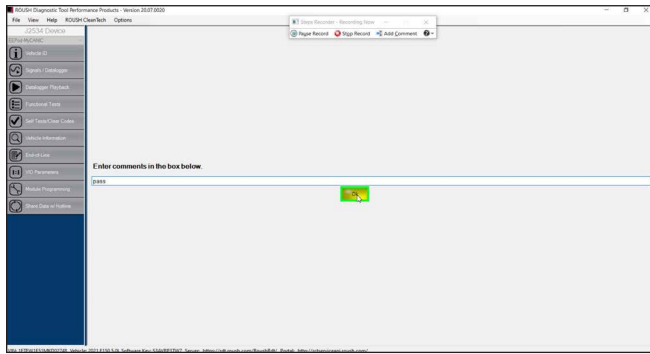 ROUSH Diagnostic Tool Performance Products - Version 20.07.0020
File View Help ROUSH CleanTech Options
Steps Recorder - Recording Now
Pause Record Stop Record Add Comment
J2534 Device
Vehicle ID
Signals / Datalogger
Datalogger Playback
Functional Tests
Self Tests/Clear Codes
Vehicle Information
End-of-Line
VID Parameters
Module Programming
Share Data w/ Hotline
Enter comments in the box below.
pass